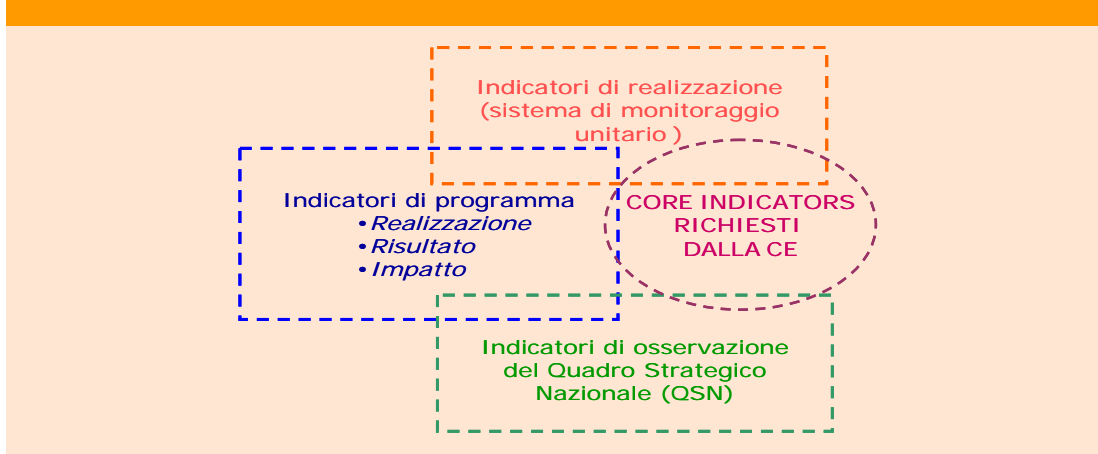 Indicatori di realizzazione
(sistema di monitoraggio
unitario )
Indicatori di programma
•Realizzazione
•Risultato
•Impatto
CORE INDICATORS
RICHIESTI
DALLA CE
Indicatori di osservazione
del Quadro Strategico
Nazionale (QSN)